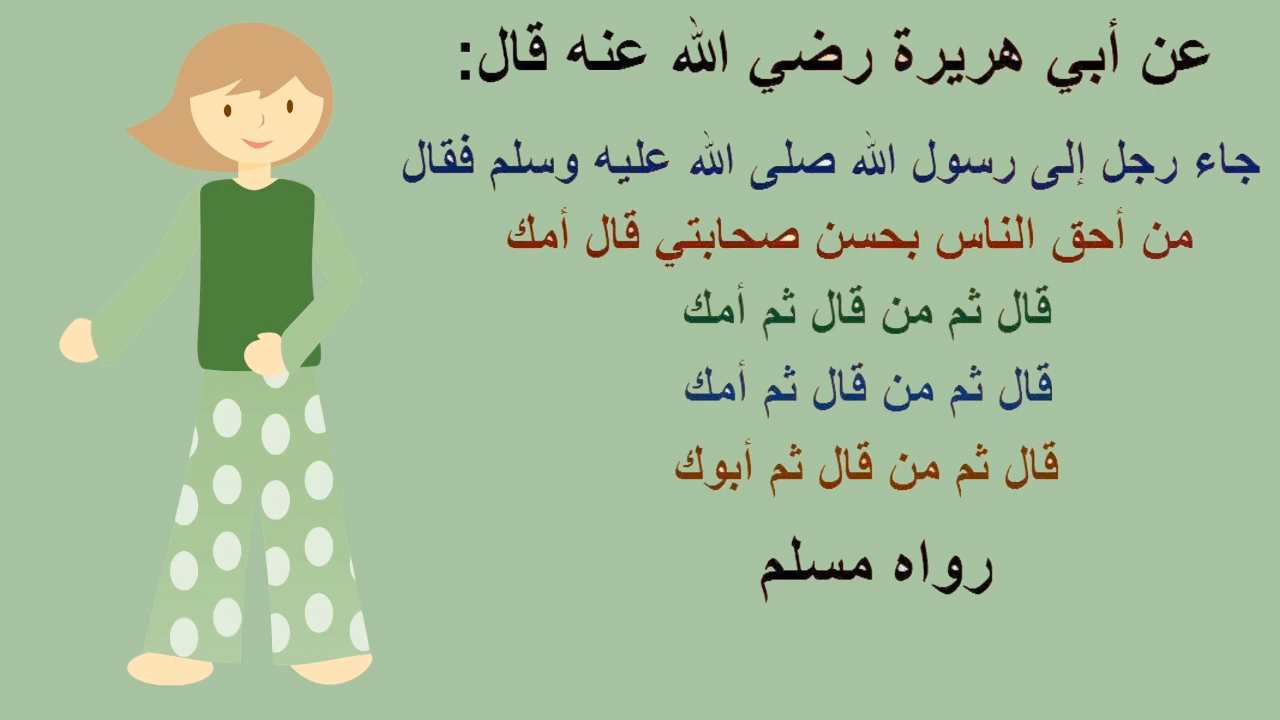 عن أبي هريرة رضي الله عنه قال:
جاء رجل إلى رسول الله صلى الله عليه وسلم فقال
من أحق الناس بحسن صحابتي قال أمك
قال ثم من قال ثم أمك
قال ثم من قال ثم أمك
قال ثم من قال ثم أبوك
رواه مسلم